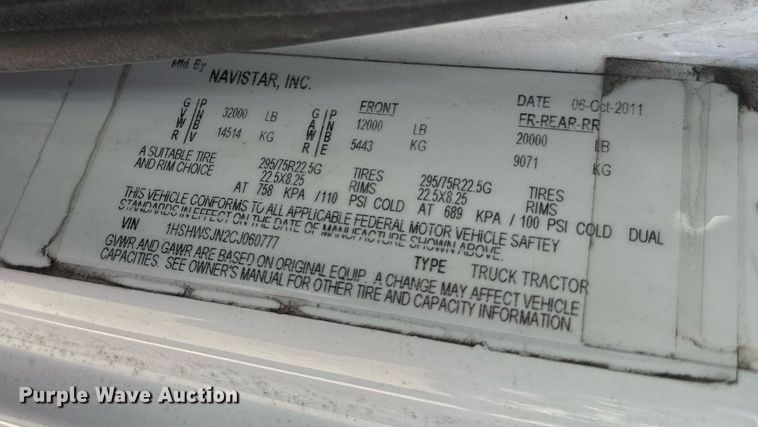 Mfd. By NAVISTAR, INC. DATE 06-Oct-2011
G P FRONT FR-REAR-RR
V N 32000 LB G P 12000 LB 20000 LB
W B A N
R V 14514 KG W B 5443 KG 9071 KG
R E
A SUITABLE TIRE 295/75R22.5G TIRES 295/75R22.5G TIRES
AND RIM CHOICE 22.5X8.25 RIMS 22.5X8.25 RIMS
AT 758 KPA /110 PSI COLD AT 689 KPA / 100 PSI COLD DUAL
THIS VEHICLE CONFORMS TO ALL APPLICABLE FEDERAL MOTOR VEHICLE SAFTEY
STANDARDS IN EFFECT ON THE DATE OF MANUFACTURE SHOWN ABOVE.
VIN 1HSHWSJN2CJ060777 TYPE TRUCK TRACTOR
GVWR AND GAWR ARE BASED ON ORIGINAL EQUIP. A CHANGE MAY AFFECT VEHICLE
CAPACITIES. SEE OWNER'S MANUAL FOR OTHER TIRE AND CAPACITY INFORMATION.
Purple Wave Auction